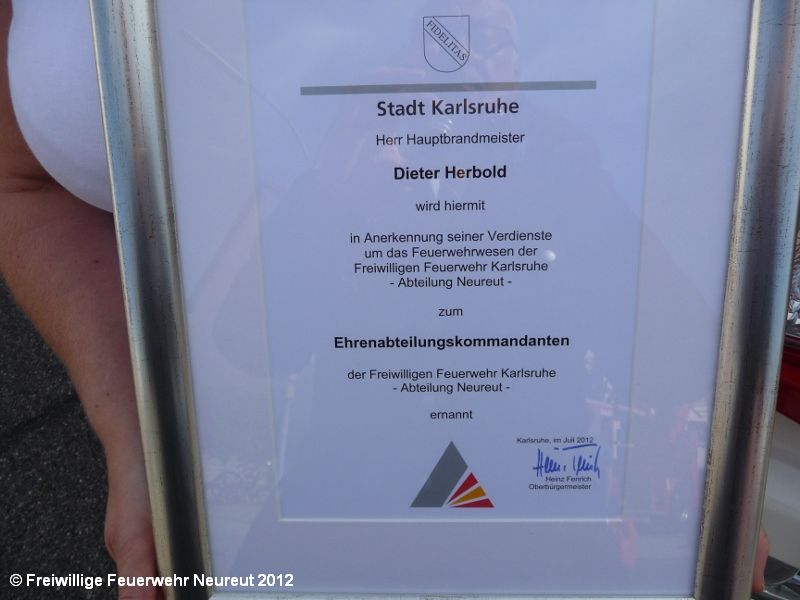 FIDELITAS
Stadt Karlsruhe
Herr Hauptbrandmeister
Dieter Herbold
wird hiermit
in Anerkennung seiner Verdienste
um das Feuerwehrwesen der
Freiwilligen Feuerwehr Karlsruhe
- Abteilung Neureut -
zum
Ehrenabteilungskommandanten
der Freiwilligen Feuerwehr Karlsruhe
- Abteilung Neureut -
ernannt
Karlsruhe, im Juli 2012
Heinz Fenrich
Heinz Fenrich
Oberbürgermeister
© Freiwillige Feuerwehr Neureut 2012